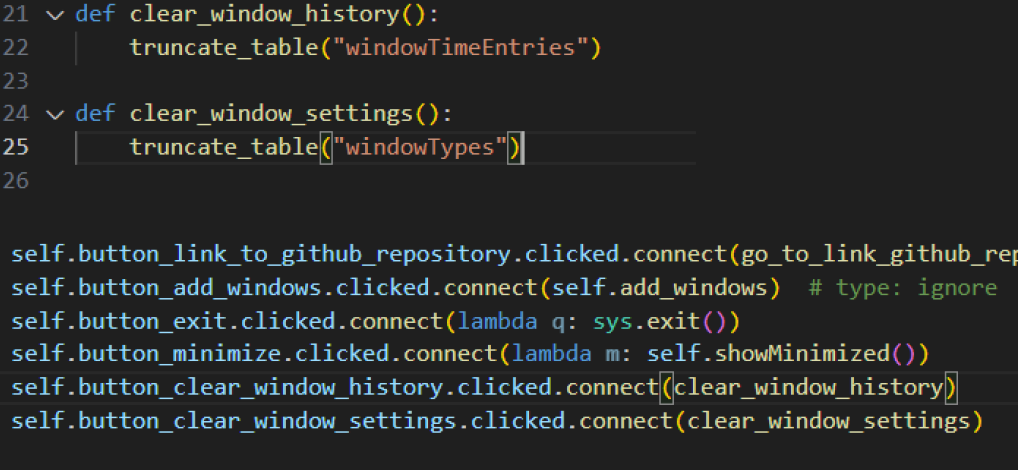 21 def clear_window_history():
22 truncate_table("windowTimeEntries")
23
24 def clear_window_settings():
25 truncate_table("windowTypes")
26
self.button_link_to_github_repository.clicked.connect(go_to_link_github_rep
self.button_add_windows.clicked.connect(self.add_windows) # type: ignore
self.button_exit.clicked.connect(lambda q: sys.exit())
self.button_minimize.clicked.connect(lambda m: self.showMinimized())
self.button_clear_window_history.clicked.connect(clear_window_history)
self.button_clear_window_settings.clicked.connect(clear_window_settings)